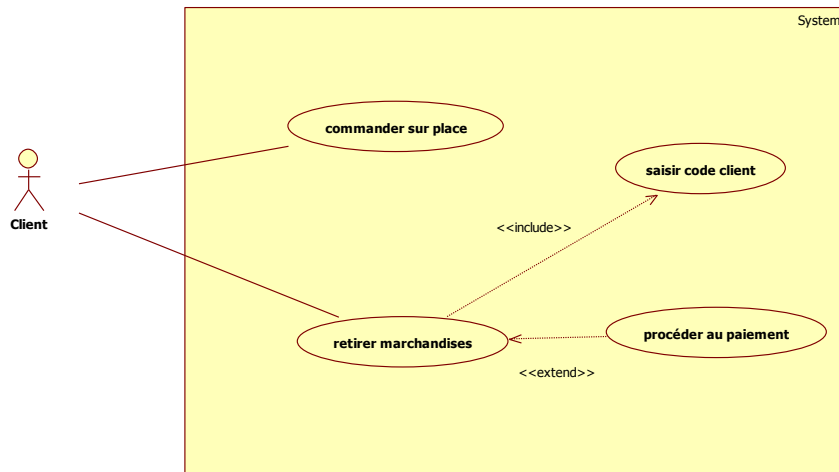 System
commander sur place
saisir code client
Client
<<include>>
procéder au paiement
retirer marchandises
<<extend>>